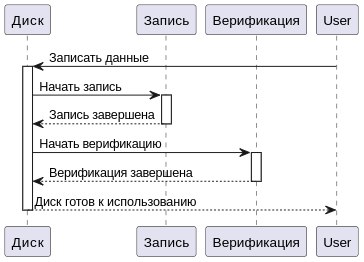 Диск Запись Верификация User
Записать данные
Начать запись
Запись завершена
Начать верификацию
Верификация завершена
Диск готов к использованию
Диск Запись Верификация User